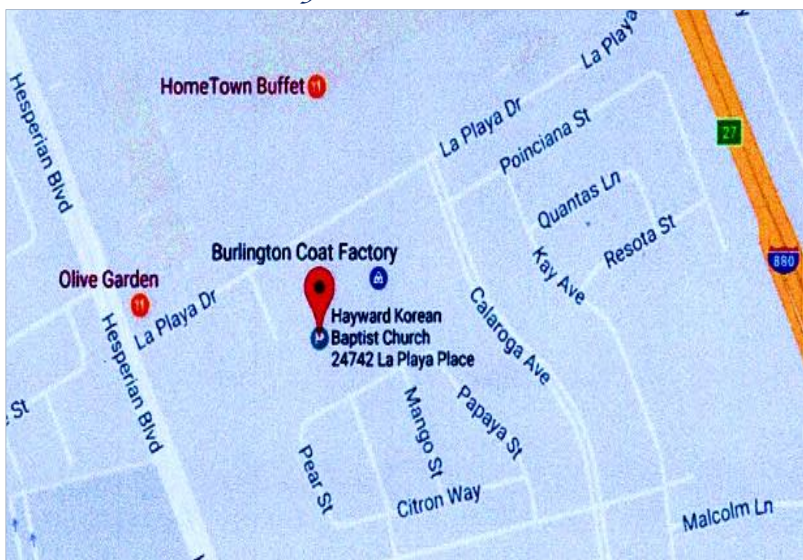 La Playa
La Playa
HomeTown Buffet
Hesperian Blvd
La Playa Dr
Poinciana St
27
Quantas Ln
Burlington Coat Factory
Kay Ave
Resota St
880
Olive Garden
La Playa Dr
Hayward Korean
Baptist Church
24742 La Playa Place
Calaroga Ave
Hesperian Blvd
Mango St
Papaya St
Pear St
Citron Way
Malcolm Ln